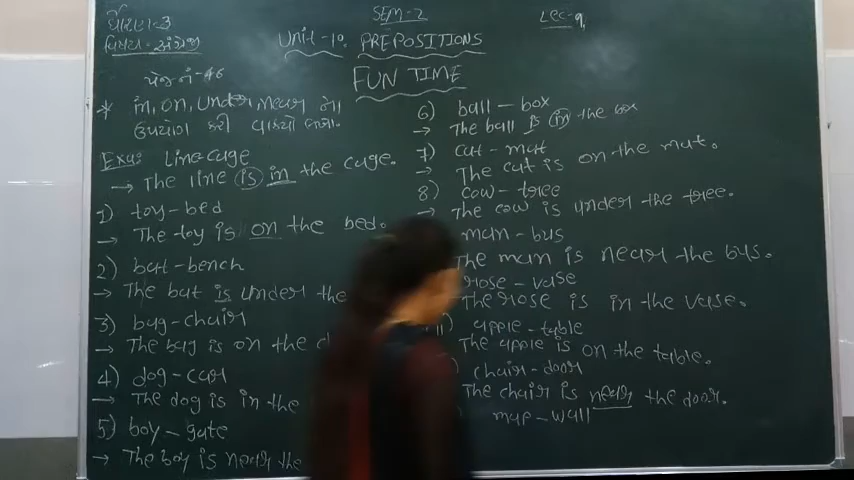 ધોરણ:-3
વિષય:- અંગ્રેજી
SEM-2
Lec-9,
Unit-10. PREPOSITIONS
પેજ નં-46
FUN TIME
* in, on, under, near નો
ઉપયોગ કરી વાક્યો બનાવો.
Exa: Line-cage
→ The line is in the cage.
1) toy-bed
→ The toy is on the bed.
2) bat-bench
→ The bat is under the
3) bag-chair
→ The bag is on the
4) dog-car
→ The dog is in the
5) boy-gate
→ The boy is near the
6) ball-box
→ The ball is in the box
7) cat-mat
→ The cat is on the mat.
8) cow-tree
→ The cow is under the tree.
man-bus
The man is near the bus.
rose-vase
The rose is in the vase.
11) apple-table
The apple is on the table.
) chair-door
The chair is near the door.
map-wall